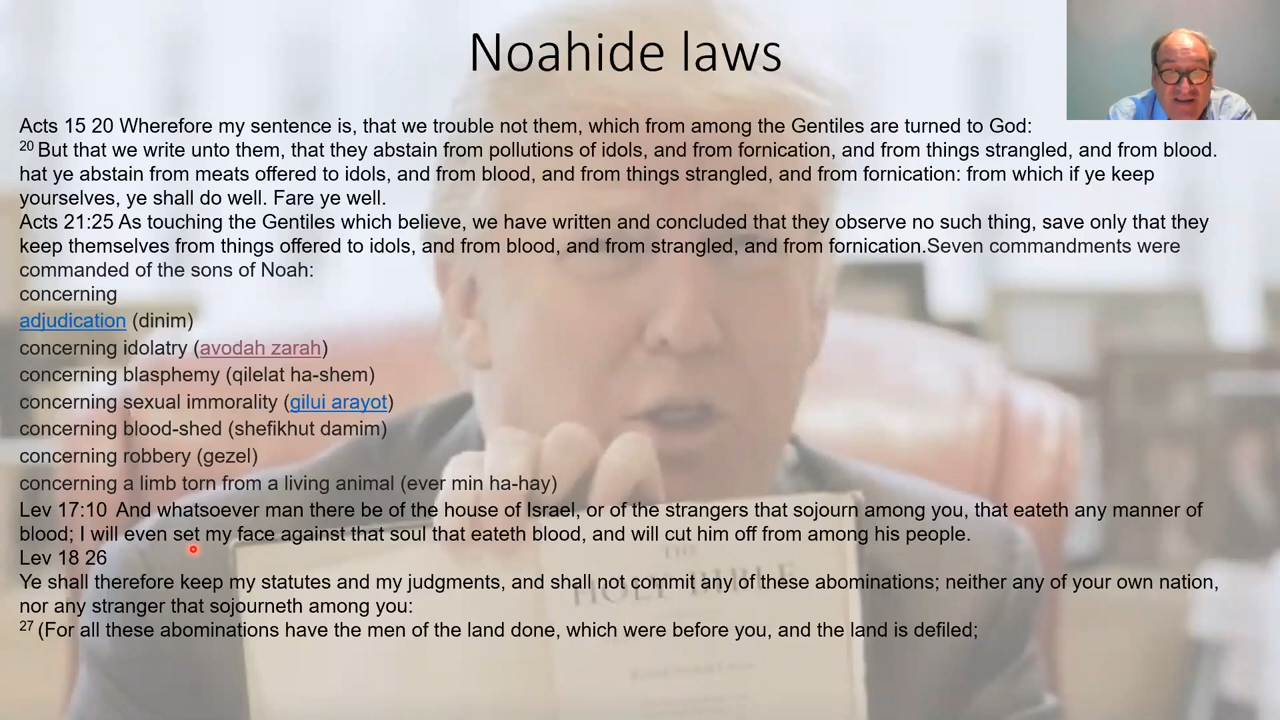 Noahide laws
Acts 15 20 Wherefore my sentence is, that we trouble not them, which from among the Gentiles are turned to God:
20 But that we write unto them, that they abstain from pollutions of idols, and from fornication, and from things strangled, and from blood.
hat ye abstain from meats offered to idols, and from blood, and from things strangled, and from fornication: from which if ye keep
yourselves, ye shall do well. Fare ye well.
Acts 21:25 As touching the Gentiles which believe, we have written and concluded that they observe no such thing, save only that they
keep themselves from things offered to idols, and from blood, and from strangled, and from fornication.Seven commandments were
commanded of the sons of Noah:
concerning
adjudication (dinim)
concerning idolatry (avodah zarah)
concerning blasphemy (qilelat ha-shem)
concerning sexual immorality (gilui arayot)
concerning blood-shed (shefikhut damim)
concerning robbery (gezel)
concerning a limb torn from a living animal (ever min ha-hay)
Lev 17:10 And whatsoever man there be of the house of Israel, or of the strangers that sojourn among you, that eateth any manner of
blood; I will even set my face against that soul that eateth blood, and will cut him off from among his people.
Lev 18 26
Ye shall therefore keep my statutes and my judgments, and shall not commit any of these abominations; neither any of your own nation,
nor any stranger that sojourneth among you:
27 (For all these abominations have the men of the land done, which were before you, and the land is defiled;
THE
HOLY BIBLE